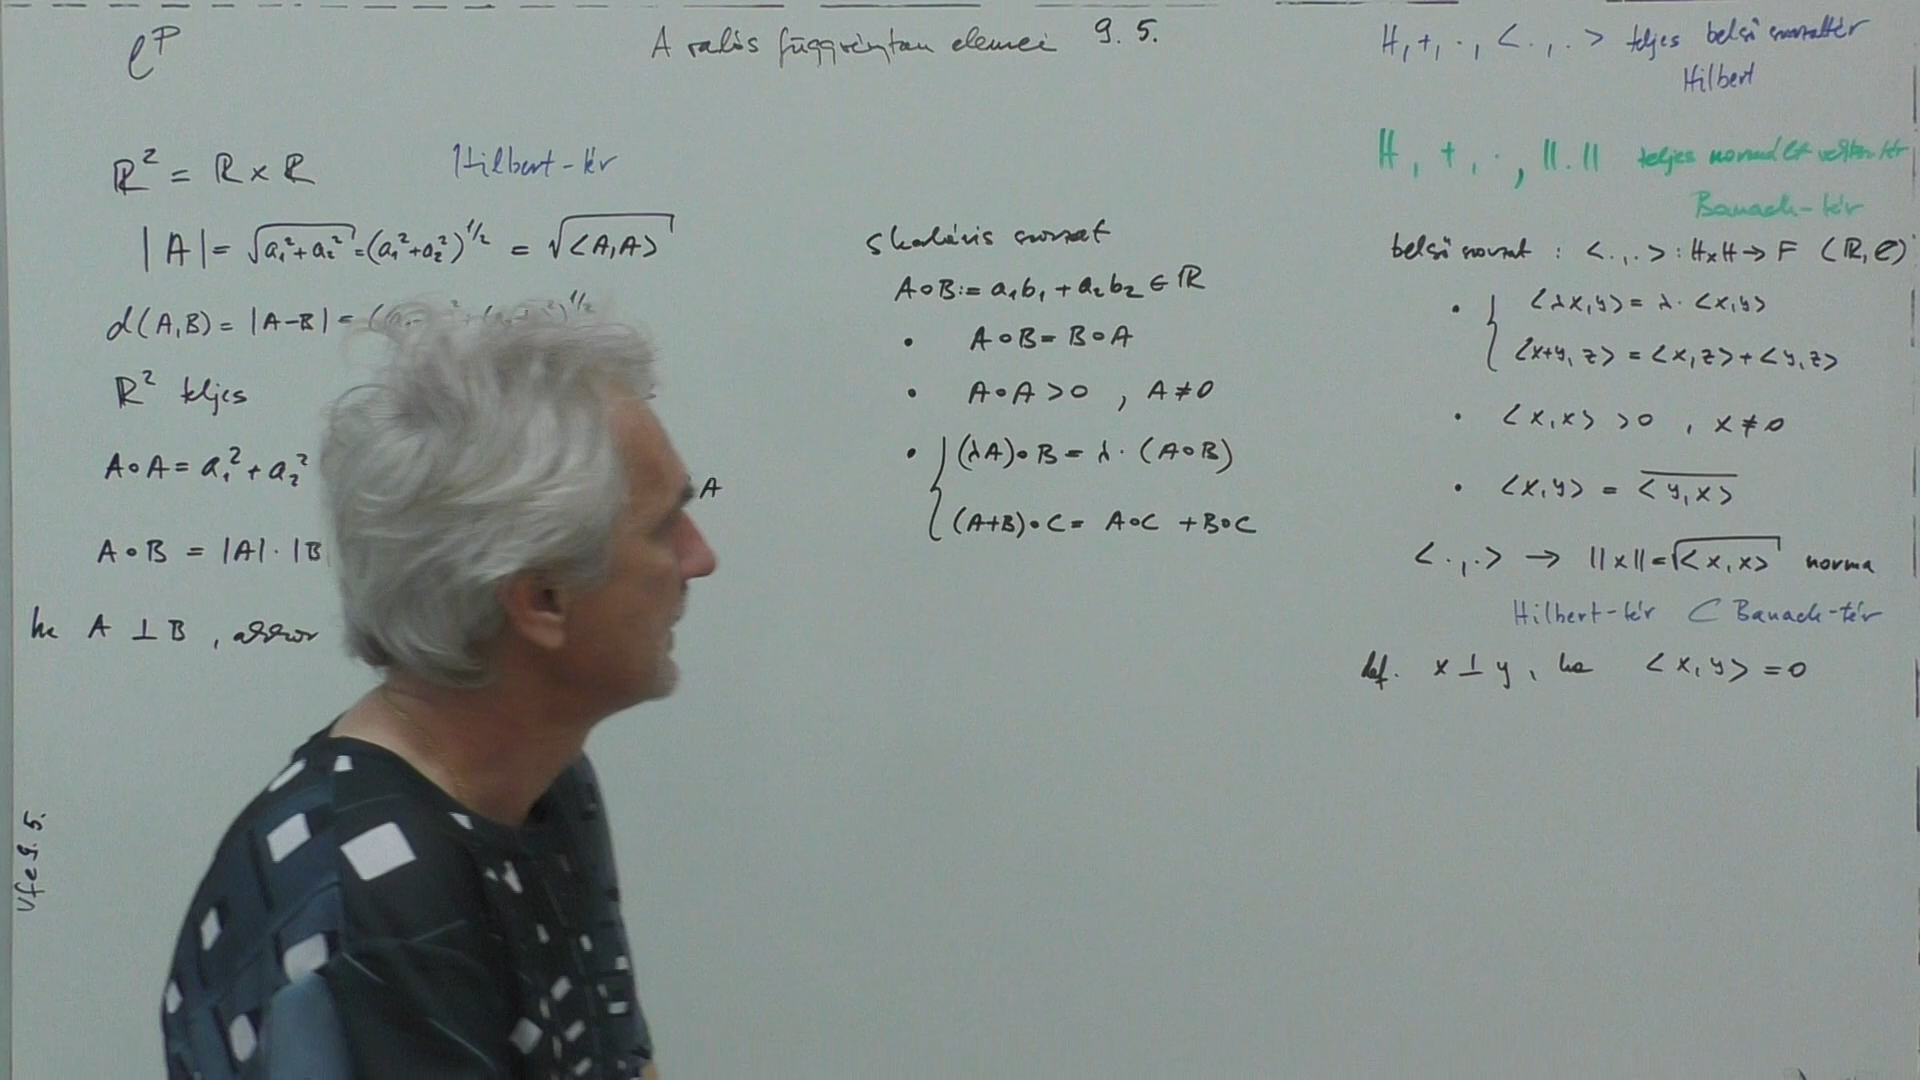 ℓ^p
A valós függvénytan elemei 9. 5.
ℝ² = ℝ × ℝ Hilbert-tér
|A| = √(a₁²+a₂²) = (a₁²+a₂²)^1/2 = √⟨A,A⟩
d(A,B) = |A-B| =
ℝ² teljes
A∘A = a₁² + a₂²
A
A∘B = |A|·|B
ha A ⊥ B , akkor
Vfe 9. 5.
skaláris szorzat
A∘B := a₁b₁ + a₂b₂ ∈ ℝ
• A∘B = B∘A
• A∘A > 0 , A ≠ 0
• { (λA)∘B = λ · (A∘B)
(A+B)∘C = A∘C + B∘C
H, +, ·, <·,·> teljes belső szorzattér
Hilbert
H, +, ·, ||.|| teljes normált vektortér
Banach-tér
belső szorzat : <·,·> : H×H → F (ℝ, ℂ)
• { <λx,y> = λ · <x,y>
<x+y, z> = <x,z> + <y,z>
• <x,x> > 0 , x ≠ 0
• <x,y> = \overline{<y,x>}
<·,·> → ||x|| = √<x,x> norma
Hilbert-tér ⊂ Banach-tér
def. x ⊥ y, ha <x,y> = 0